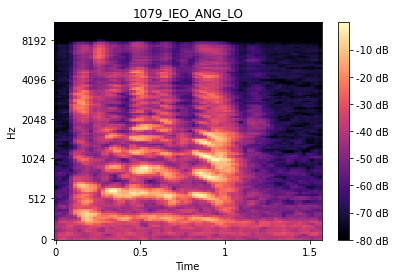 1079_IEO_ANG_LO
8192
4096
2048
1024
512
0
Hz
0
0.5
1
1.5
Time
-10 dB
-20 dB
-30 dB
-40 dB
-50 dB
-60 dB
-70 dB
-80 dB